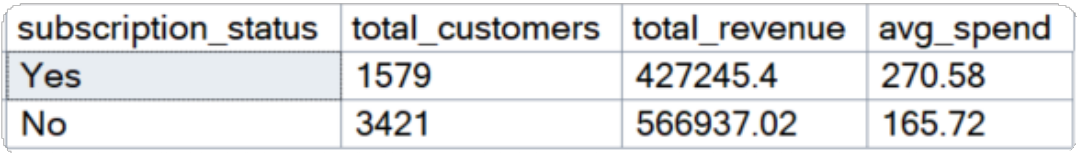 subscription_status total_customers total_revenue avg_spend
Yes 1579 427245.4 270.58
No 3421 566937.02 165.72